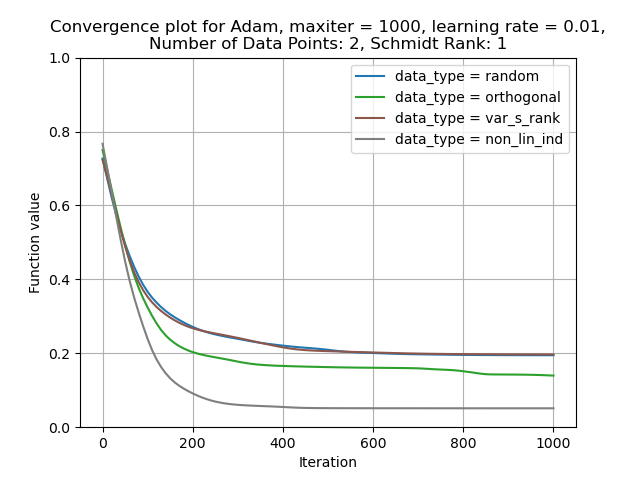 Convergence plot for Adam, maxiter = 1000, learning rate = 0.01,
Number of Data Points: 2, Schmidt Rank: 1
data_type = random
data_type = orthogonal
data_type = var_s_rank
data_type = non_lin_ind
Function value
1.0
0.8
0.6
0.4
0.2
0.0
0 200 400 600 800 1000
Iteration